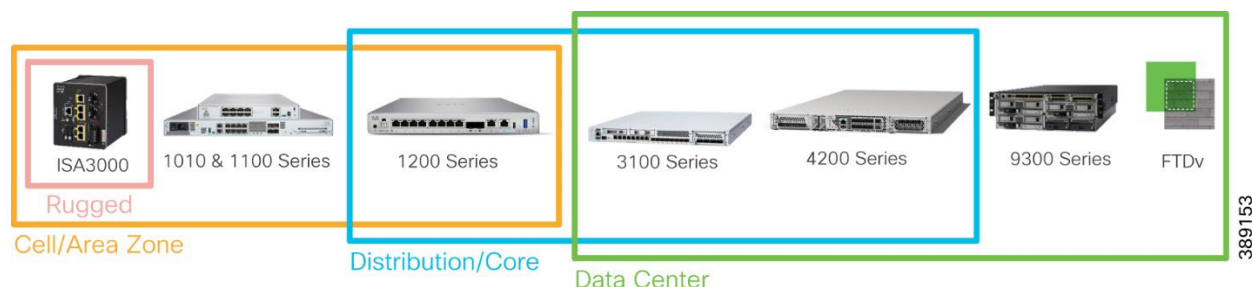 ISA3000
1010 & 1100 Series
1200 Series
3100 Series
4200 Series
9300 Series
FTDv
Rugged
Cell/Area Zone
Distribution/Core
Data Center
389153